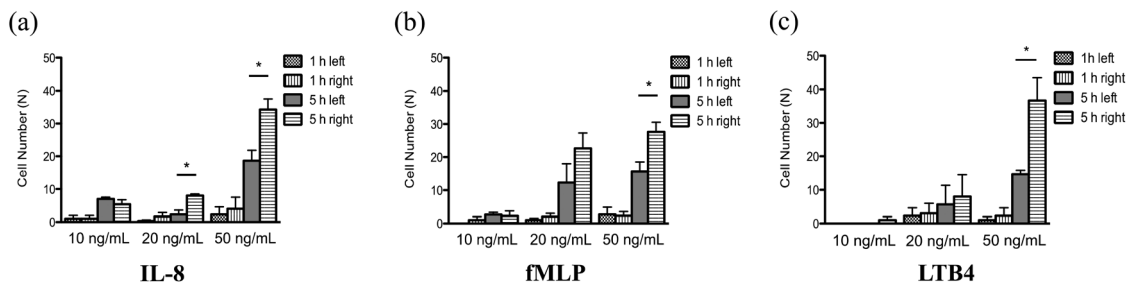 (a)
50
40
30
20
10
0
Cell Number (N)
*
*
1 h left
1 h right
5 h left
5 h right
10 ng/mL 20 ng/mL 50 ng/mL
IL-8
(b)
50
40
30
20
10
0
Cell Number (N)
*
1 h left
1 h right
5 h left
5 h right
10 ng/mL 20 ng/mL 50 ng/mL
fMLP
(c)
50
40
30
20
10
0
Cell Number (N)
*
1 h left
1 h right
5 h left
5 h right
10 ng/mL 20 ng/mL 50 ng/mL
LTB4